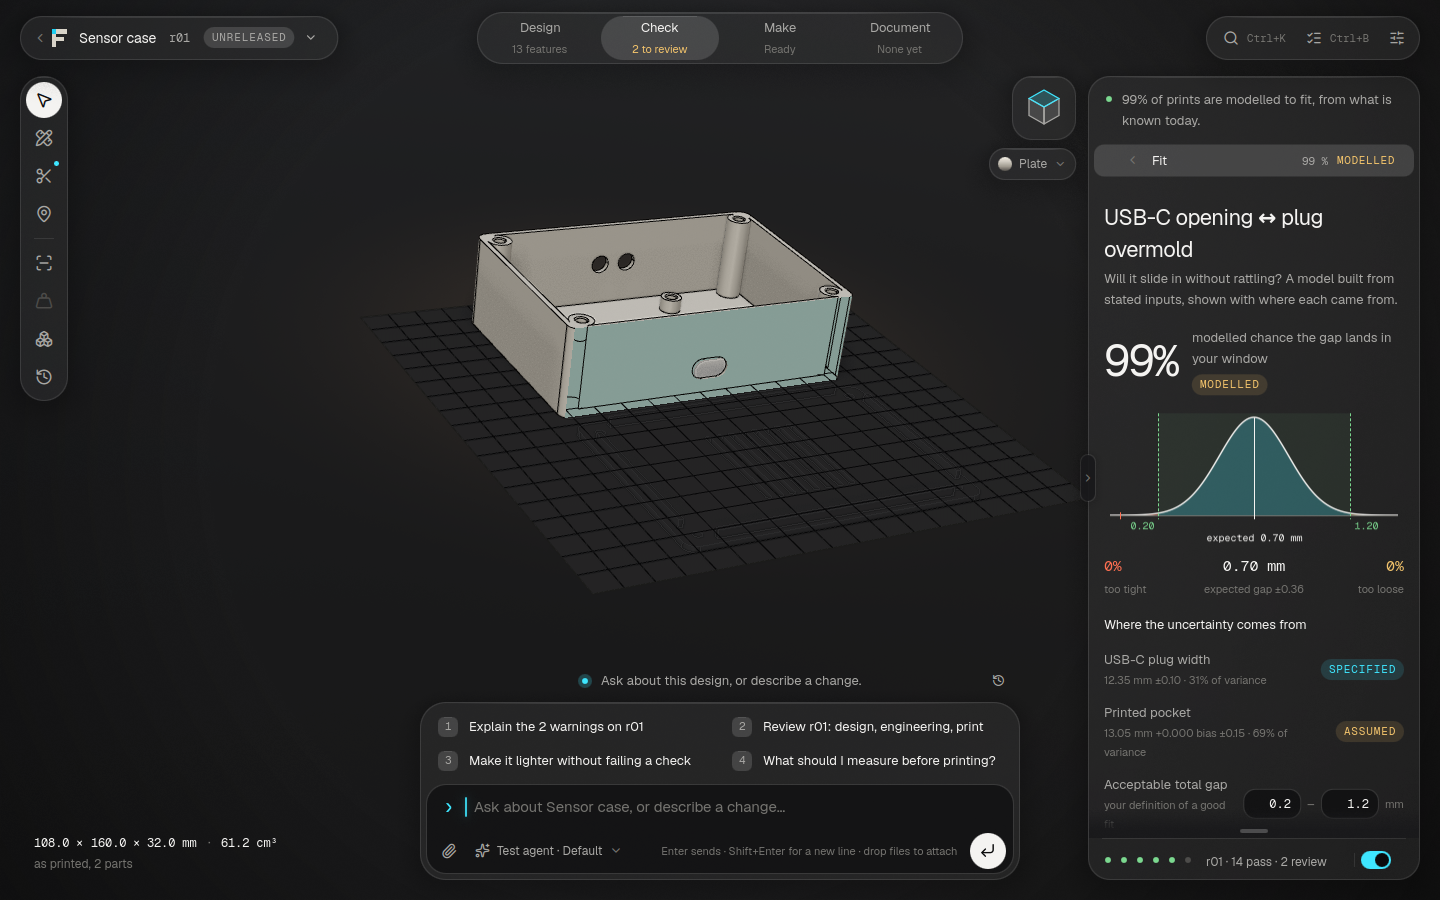 Sensor case r01 UNRELEASED
Design
13 features
Check
2 to review
Make
Ready
Document
None yet
Ctrl+K
Ctrl+B
Plate
99% of prints are modelled to fit, from what is
known today.
Fit 99 % MODELLED
USB-C opening ↔ plug
overmold
Will it slide in without rattling? A model built from
stated inputs, shown with where each came from.
99%
modelled chance the gap lands in
your window
MODELLED
0.20 1.20
expected 0.70 mm
0% 0.70 mm 0%
too tight expected gap ±0.36 too loose
Where the uncertainty comes from
USB-C plug width
12.35 mm ±0.10 · 31% of variance
SPECIFIED
Printed pocket
13.05 mm +0.000 bias ±0.15 · 69% of
variance
ASSUMED
Acceptable total gap
your definition of a good
fit
0.2 – 1.2 mm
r01 · 14 pass · 2 review
Ask about this design, or describe a change.
1 Explain the 2 warnings on r01
2 Review r01: design, engineering, print
3 Make it lighter without failing a check
4 What should I measure before printing?
Ask about Sensor case, or describe a change…
Test agent · Default
Enter sends · Shift+Enter for a new line · drop files to attach
108.0 × 160.0 × 32.0 mm · 61.2 cm³
as printed, 2 parts